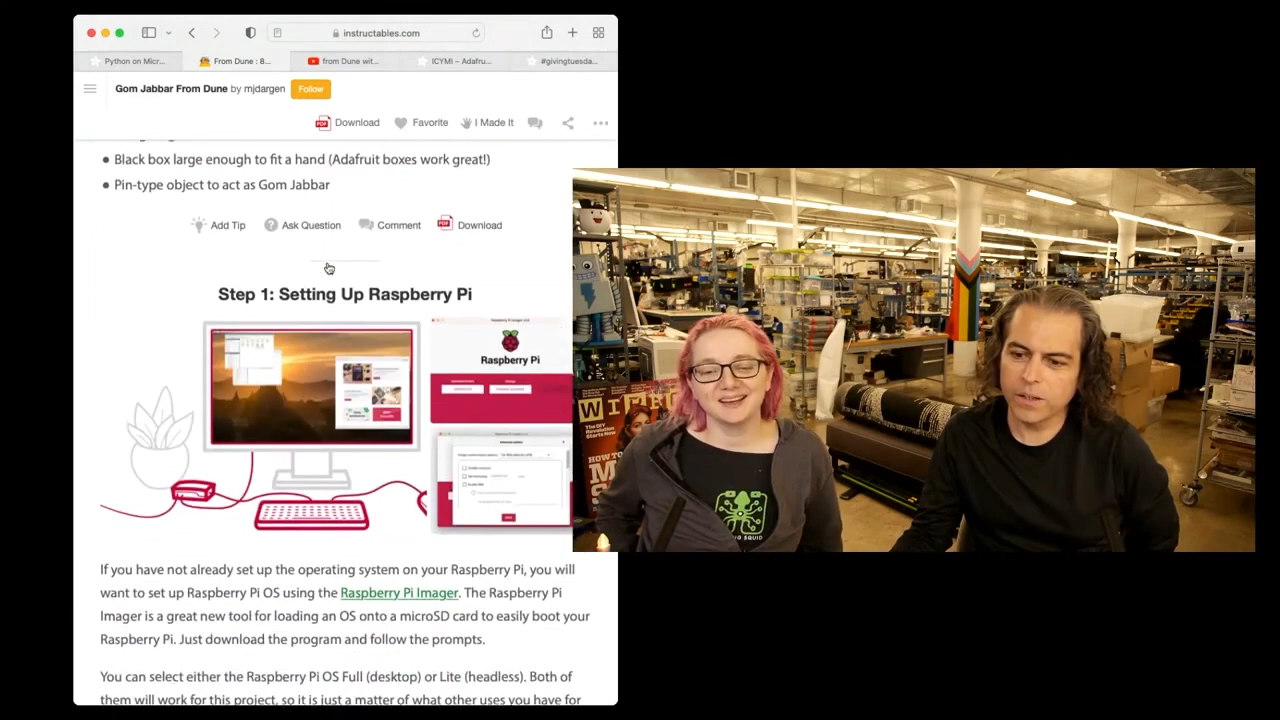 instructables.com
Python on Micr...
From Dune : 8...
from Dune wit...
ICYMI – Adafru...
#givingtuesda...
Gom Jabbar From Dune by mjdargen
Follow
Download
Favorite
I Made It
Black box large enough to fit a hand (Adafruit boxes work great!)
Pin-type object to act as Gom Jabbar
Add Tip
Ask Question
Comment
Download
Step 1: Setting Up Raspberry Pi
Raspberry Pi
If you have not already set up the operating system on your Raspberry Pi, you will
want to set up Raspberry Pi OS using the Raspberry Pi Imager. The Raspberry Pi
Imager is a great new tool for loading an OS onto a microSD card to easily boot your
Raspberry Pi. Just download the program and follow the prompts.
You can select either the Raspberry Pi OS Full (desktop) or Lite (headless). Both of
them will work for this project, so it is just a matter of what other uses you have for
WIR
HOW TO
SQUID